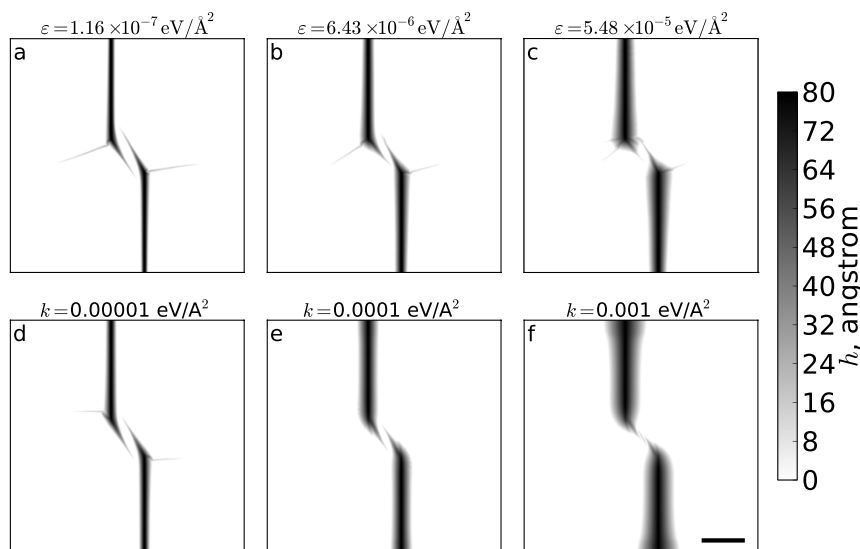 ε = 1.16 ×10⁻⁷ eV/Å²
ε = 6.43 ×10⁻⁶ eV/Å²
ε = 5.48 ×10⁻⁵ eV/Å²
a
b
c
k = 0.00001 eV/A²
k = 0.0001 eV/A²
k = 0.001 eV/A²
d
e
f
80
72
64
56
48
40
32
24
16
8
0
h, angstrom